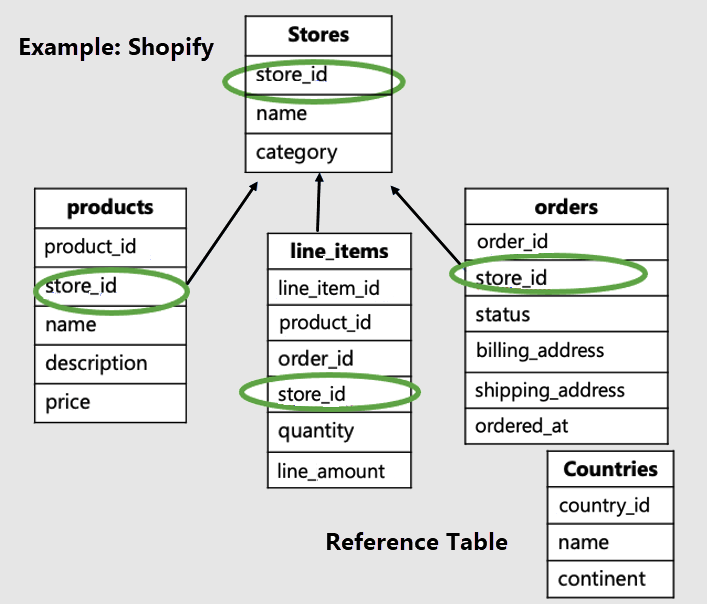 Example: Shopify
Stores
store_id
name
category
products
product_id
store_id
name
description
price
line_items
line_item_id
product_id
order_id
store_id
quantity
line_amount
orders
order_id
store_id
status
billing_address
shipping_address
ordered_at
Reference Table
Countries
country_id
name
continent